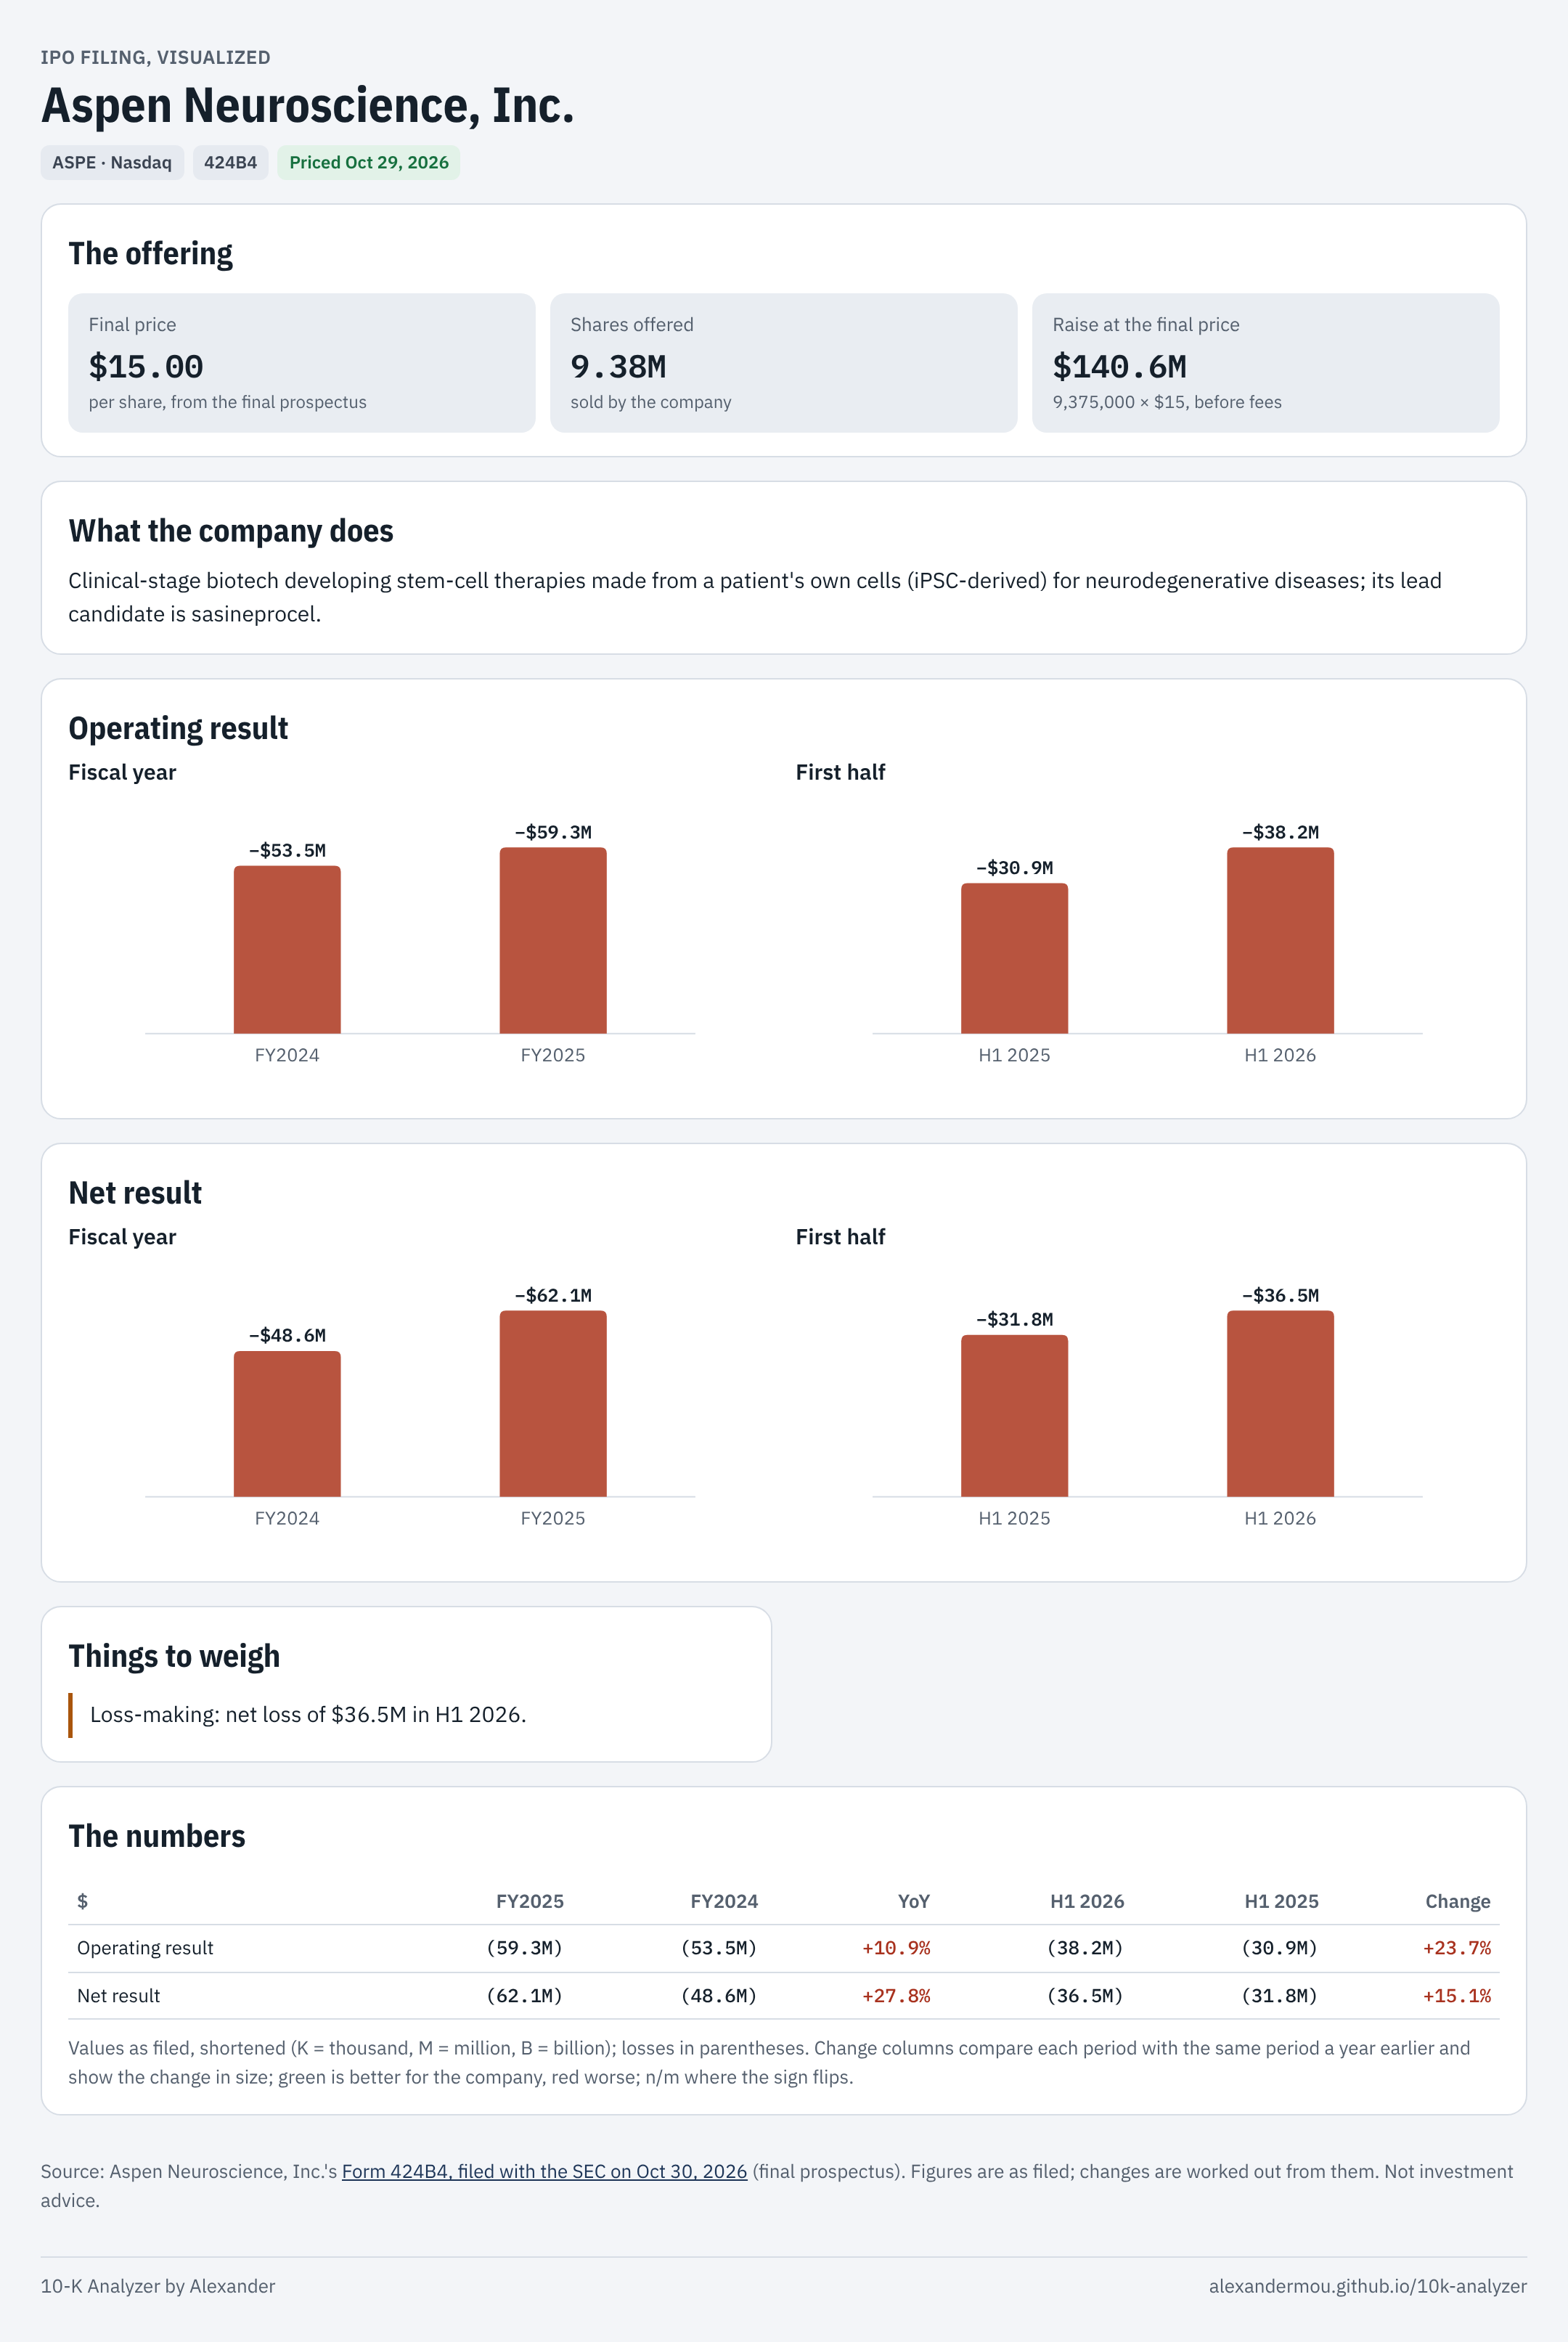 IPO FILING, VISUALIZED
Aspen Neuroscience, Inc.
ASPE · Nasdaq 424B4 Priced Oct 29, 2026
The offering
Final price
$15.00
per share, from the final prospectus
Shares offered
9.38M
sold by the company
Raise at the final price
$140.6M
9,375,000 × $15, before fees
What the company does
Clinical-stage biotech developing stem-cell therapies made from a patient's own cells (iPSC-derived) for neurodegenerative diseases; its lead
candidate is sasineprocel.
Operating result
Fiscal year
−$53.5M
−$59.3M
FY2024 FY2025
First half
−$30.9M
−$38.2M
H1 2025 H1 2026
Net result
Fiscal year
−$48.6M
−$62.1M
FY2024 FY2025
First half
−$31.8M
−$36.5M
H1 2025 H1 2026
Things to weigh
Loss-making: net loss of $36.5M in H1 2026.
The numbers
$ FY2025 FY2024 YoY H1 2026 H1 2025 Change
Operating result (59.3M) (53.5M) +10.9% (38.2M) (30.9M) +23.7%
Net result (62.1M) (48.6M) +27.8% (36.5M) (31.8M) +15.1%
Values as filed, shortened (K = thousand, M = million, B = billion); losses in parentheses. Change columns compare each period with the same period a year earlier and
show the change in size; green is better for the company, red worse; n/m where the sign flips.
Source: Aspen Neuroscience, Inc.'s Form 424B4, filed with the SEC on Oct 30, 2026 (final prospectus). Figures are as filed; changes are worked out from them. Not investment
advice.
10-K Analyzer by Alexander
alexandermou.github.io/10k-analyzer